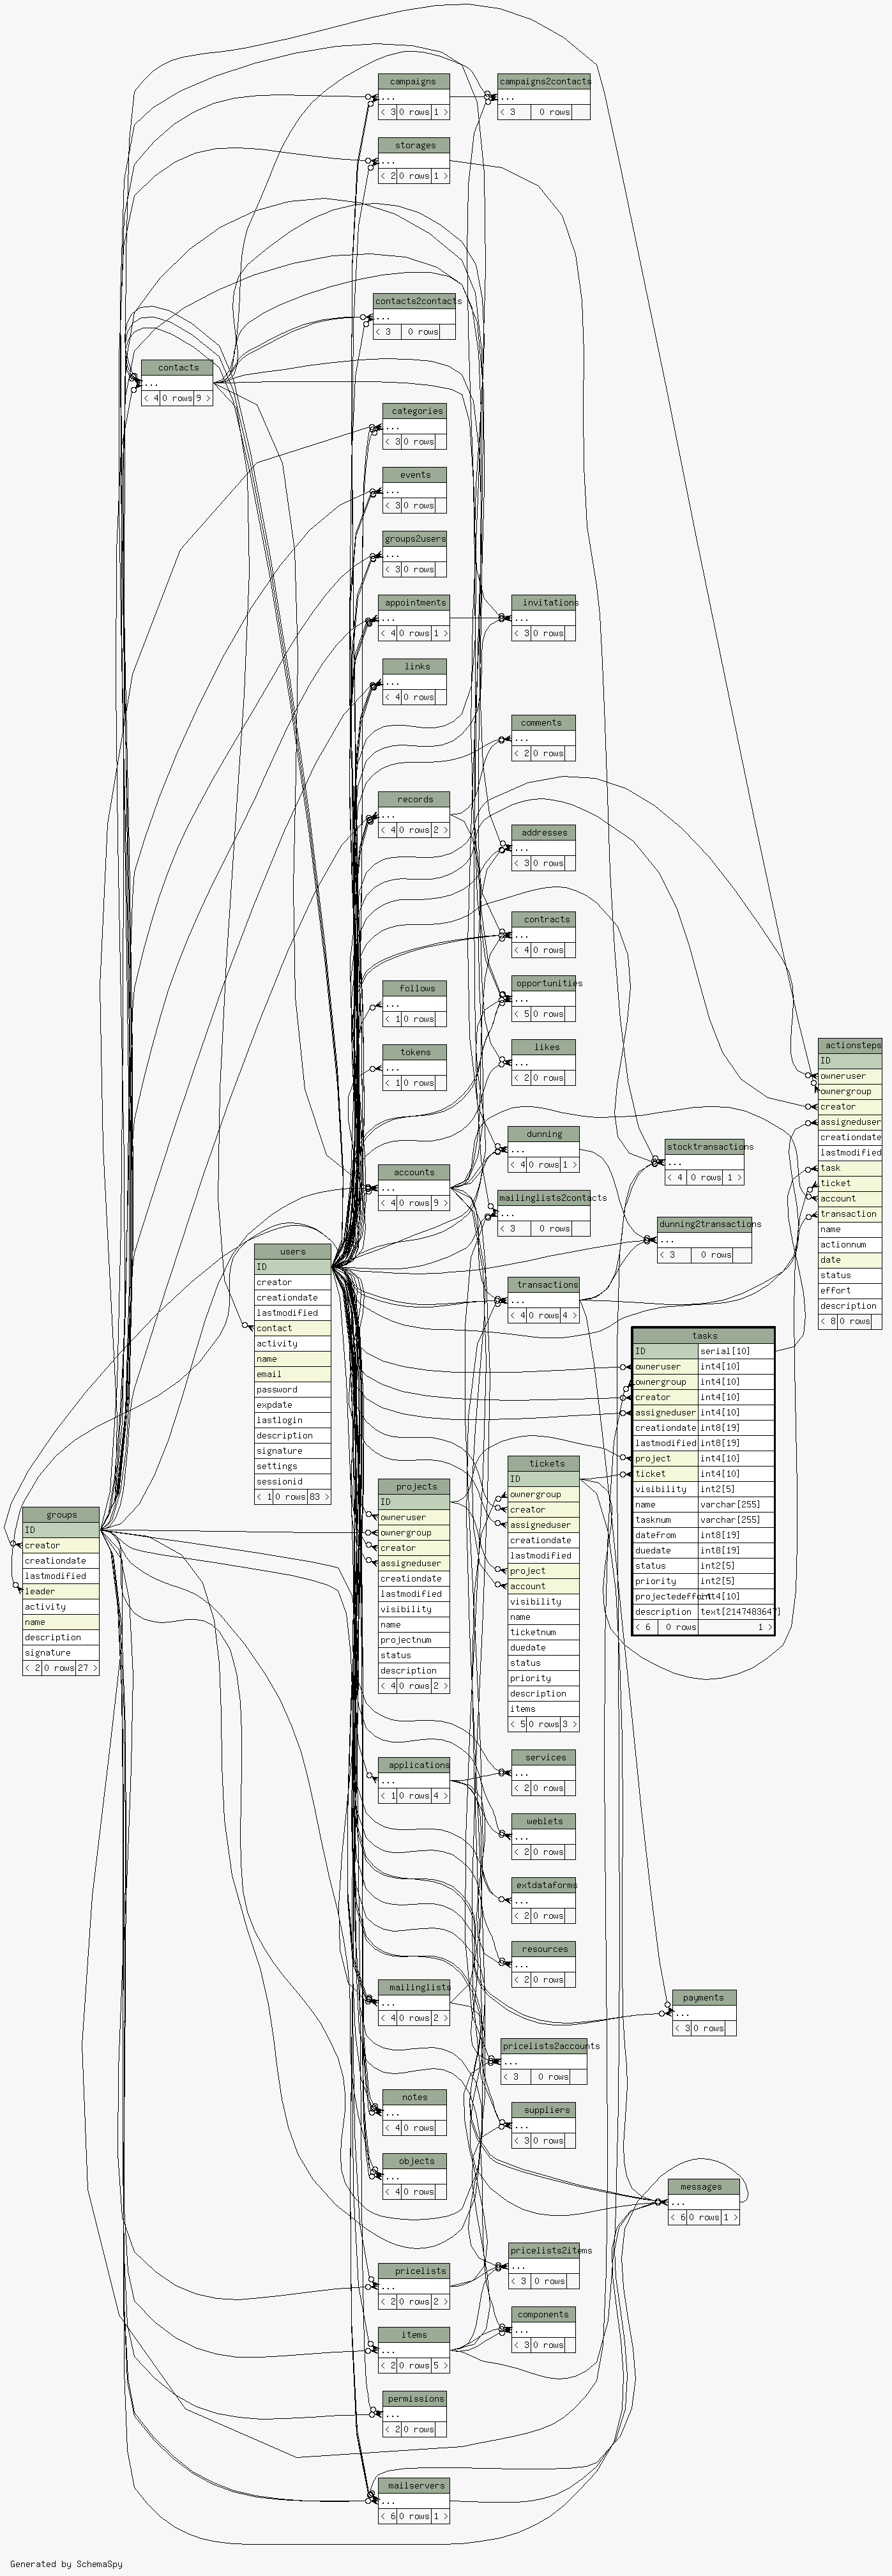 campaigns
...
< 3 0 rows 1 >
campaigns2contacts
...
< 3 0 rows
storages
...
< 2 0 rows 1 >
contacts2contacts
...
< 3 0 rows
contacts
...
< 4 0 rows 9 >
categories
...
< 3 0 rows
events
...
< 3 0 rows
groups2users
...
< 3 0 rows
appointments
...
< 4 0 rows 1 >
invitations
...
< 3 0 rows
links
...
< 4 0 rows
comments
...
< 2 0 rows
records
...
< 4 0 rows 2 >
addresses
...
< 3 0 rows
contracts
...
< 4 0 rows
follows
...
< 1 0 rows
opportunities
...
< 5 0 rows
tokens
...
< 1 0 rows
likes
...
< 2 0 rows
actionsteps
ID
owneruser
ownergroup
creator
assigneduser
creationdate
lastmodified
task
ticket
account
transaction
name
actionnum
date
status
effort
description
< 8 0 rows
dunning
...
< 4 0 rows 1 >
stocktransactions
...
< 4 0 rows 1 >
accounts
...
< 4 0 rows 9 >
mailinglists2contacts
...
< 3 0 rows
dunning2transactions
...
< 3 0 rows
users
ID
creator
creationdate
lastmodified
contact
activity
name
email
password
expdate
lastlogin
description
signature
settings
sessionid
< 1 0 rows 83 >
transactions
...
< 4 0 rows 4 >
tasks
ID serial[10]
owneruser int4[10]
ownergroup int4[10]
creator int4[10]
assigneduser int4[10]
creationdate int8[19]
lastmodified int8[19]
project int4[10]
ticket int4[10]
visibility int2[5]
name varchar[255]
tasknum varchar[255]
datefrom int8[19]
duedate int8[19]
status int2[5]
priority int2[5]
projectedeffort int4[10]
description text[2147483647]
< 6 0 rows 1 >
tickets
ID
ownergroup
creator
assigneduser
creationdate
lastmodified
project
account
visibility
name
ticketnum
duedate
status
priority
description
items
< 5 0 rows 3 >
projects
ID
owneruser
ownergroup
creator
assigneduser
creationdate
lastmodified
visibility
name
projectnum
status
description
< 4 0 rows 2 >
groups
ID
creator
creationdate
lastmodified
leader
activity
name
description
signature
< 2 0 rows 27 >
services
...
< 2 0 rows
applications
...
< 1 0 rows 4 >
weblets
...
< 2 0 rows
extdataforms
...
< 2 0 rows
resources
...
< 2 0 rows
mailinglists
...
< 4 0 rows 2 >
payments
...
< 3 0 rows
pricelists2accounts
...
< 3 0 rows
notes
...
< 4 0 rows
suppliers
...
< 3 0 rows
objects
...
< 4 0 rows
messages
...
< 6 0 rows 1 >
pricelists2items
...
< 3 0 rows
pricelists
...
< 2 0 rows 2 >
components
...
< 3 0 rows
items
...
< 2 0 rows 5 >
permissions
...
< 2 0 rows
mailservers
...
< 6 0 rows 1 >
Generated by SchemaSpy